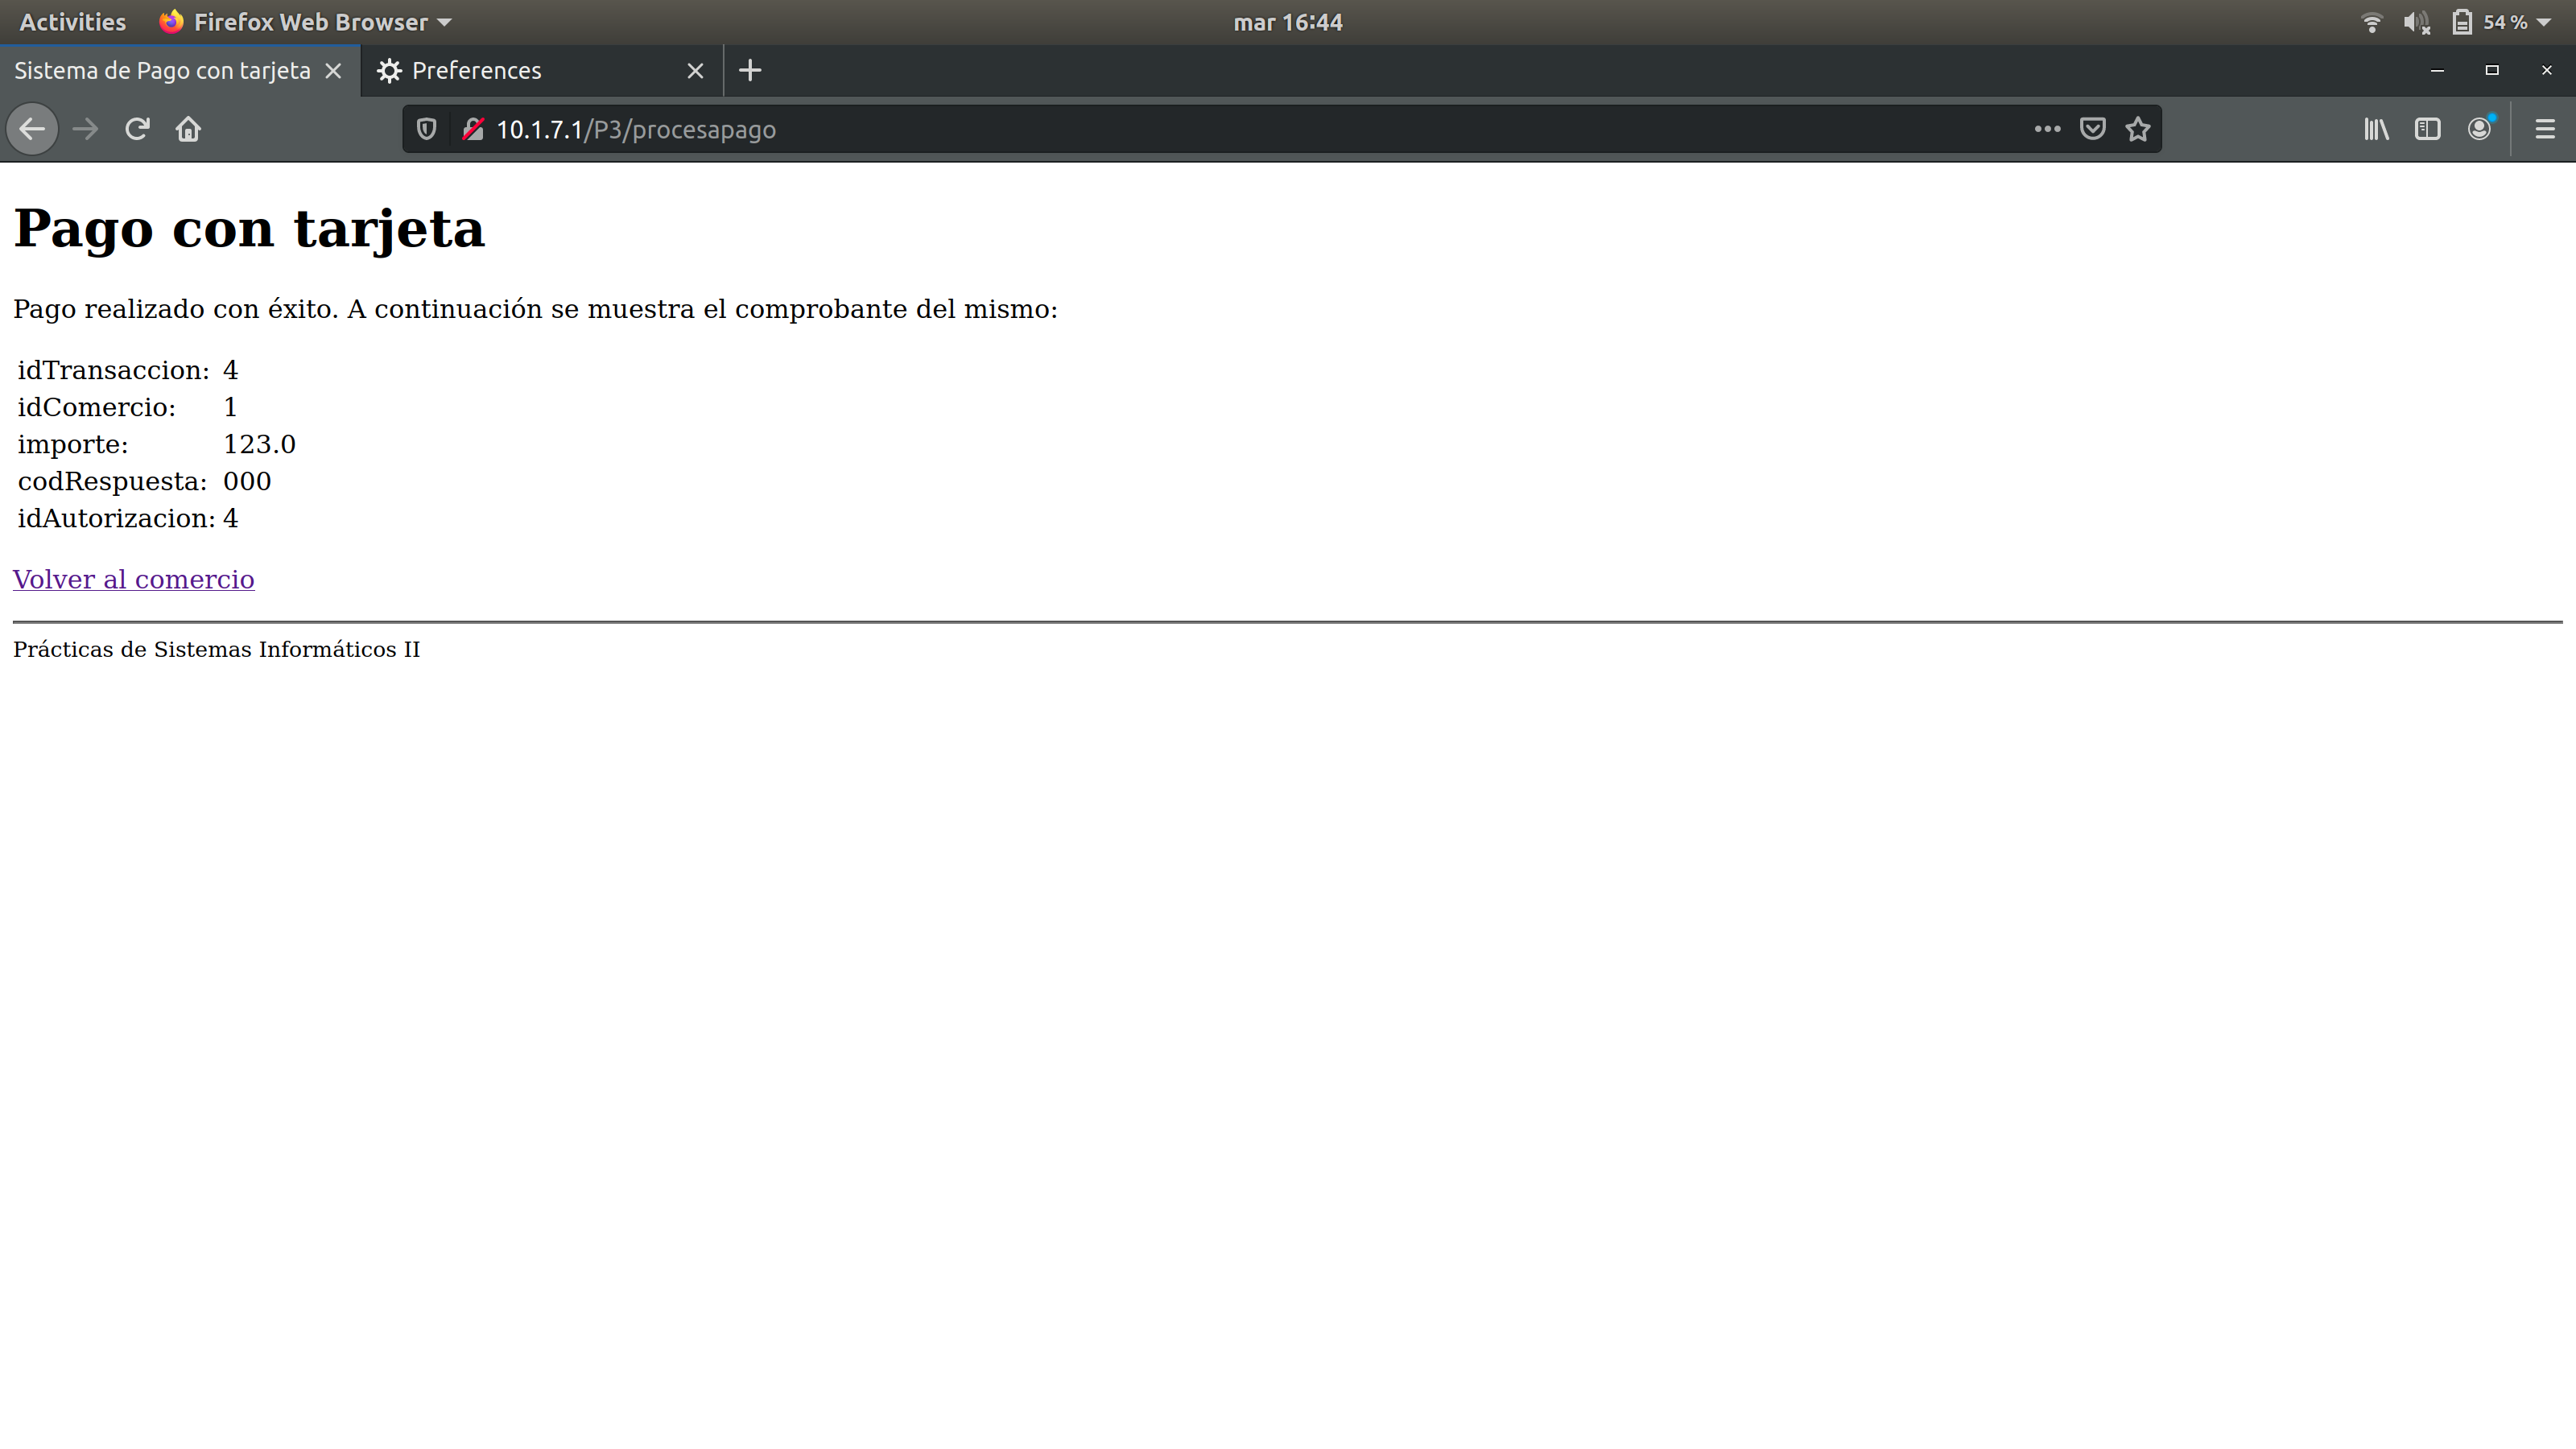 Activities Firefox Web Browser mar 16:44 54 %
Sistema de Pago con tarjeta Preferences
10.1.7.1/P3/procesapago
Pago con tarjeta
Pago realizado con éxito. A continuación se muestra el comprobante del mismo:
idTransaccion: 4
idComercio: 1
importe: 123.0
codRespuesta: 000
idAutorizacion: 4
Volver al comercio
Prácticas de Sistemas Informáticos II